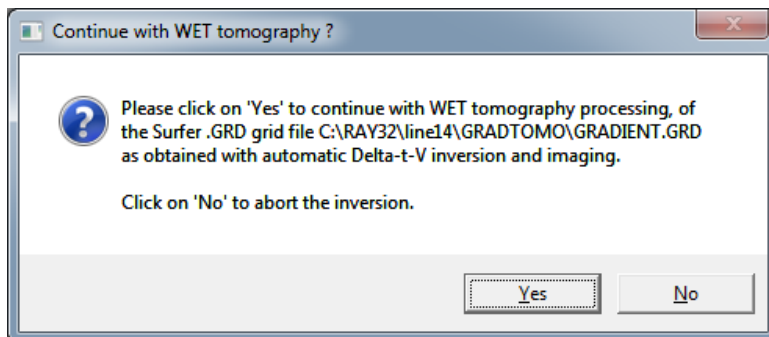 Continue with WET tomography ?
Please click on 'Yes' to continue with WET tomography processing, of
the Surfer .GRD grid file C:\RAY32\line14\GRADTOMO\GRADIENT.GRD
as obtained with automatic Delta-t-V inversion and imaging.
Click on 'No' to abort the inversion.
Yes
No